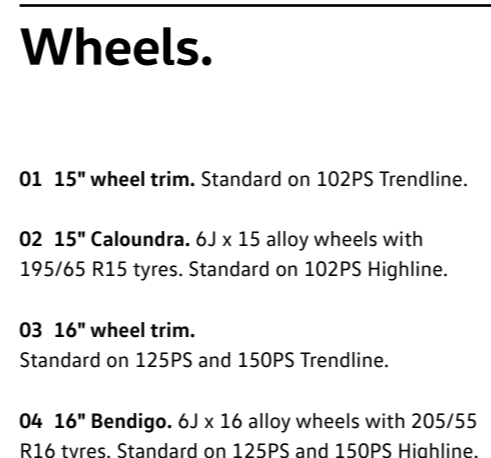 Wheels.
01 15" wheel trim. Standard on 102PS Trendline.
02 15" Caloundra. 6J x 15 alloy wheels with
195/65 R15 tyres. Standard on 102PS Highline.
03 16" wheel trim.
Standard on 125PS and 150PS Trendline.
04 16" Bendigo. 6J x 16 alloy wheels with 205/55
R16 tyres. Standard on 125PS and 150PS Highline.